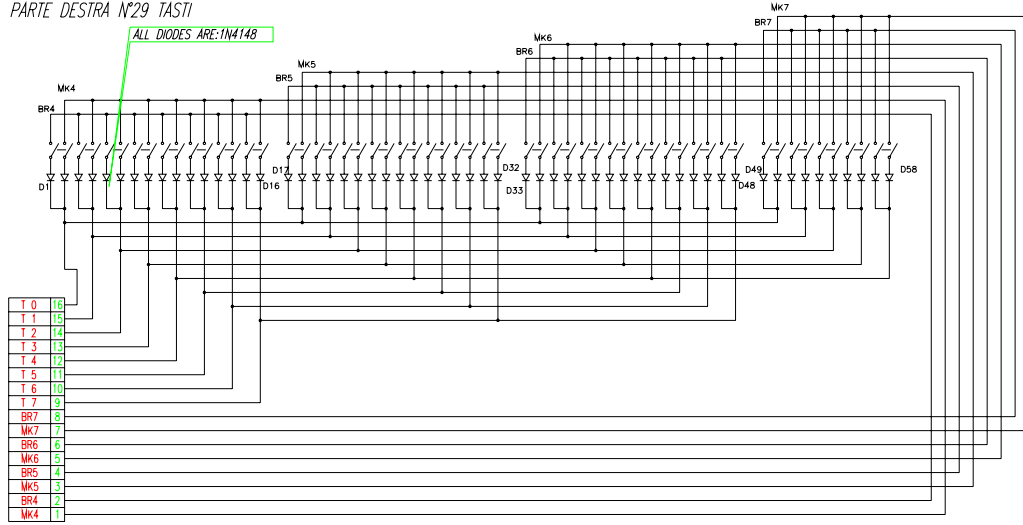 PARTE DESTRA N°29 TASTI
ALL DIODES ARE:1N4148
MK7
BR7
MK6
BR6
MK5
BR5
MK4
BR4
D1
D16
D17
D32
D33
D48
D49
D58
T 0 16
T 1 15
T 2 14
T 3 13
T 4 12
T 5 11
T 6 10
T 7 9
BR7 8
MK7 7
BR6 6
MK6 5
BR5 4
MK5 3
BR4 2
MK4 1